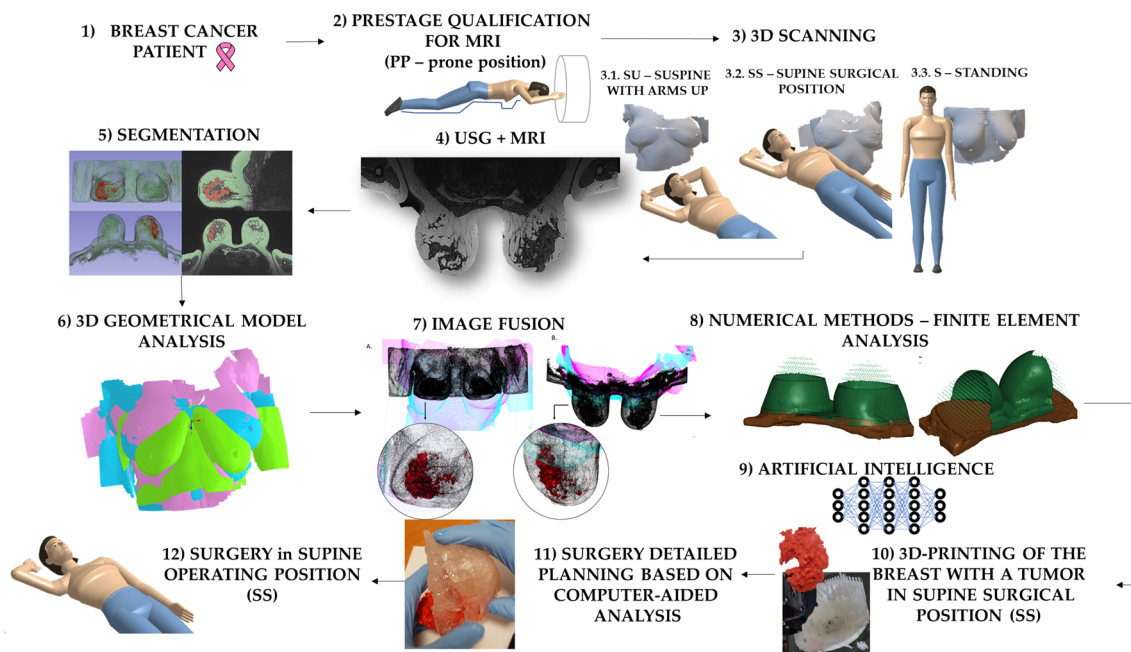 1) BREAST CANCER
PATIENT
2) PRESTAGE QUALIFICATION
FOR MRI
(PP – prone position)
3) 3D SCANNING
3.1. SU – SUSPINE
WITH ARMS UP
3.2. SS – SUPINE SURGICAL
POSITION
3.3. S – STANDING
4) USG + MRI
5) SEGMENTATION
6) 3D GEOMETRICAL MODEL
ANALYSIS
7) IMAGE FUSION
A.
B.
8) NUMERICAL METHODS – FINITE ELEMENT
ANALYSIS
9) ARTIFICIAL INTELLIGENCE
10) 3D-PRINTING OF THE
BREAST WITH A TUMOR
IN SUPINE SURGICAL
POSITION (SS)
11) SURGERY DETAILED
PLANNING BASED ON
COMPUTER-AIDED
ANALYSIS
12) SURGERY in SUPINE
OPERATING POSITION
(SS)